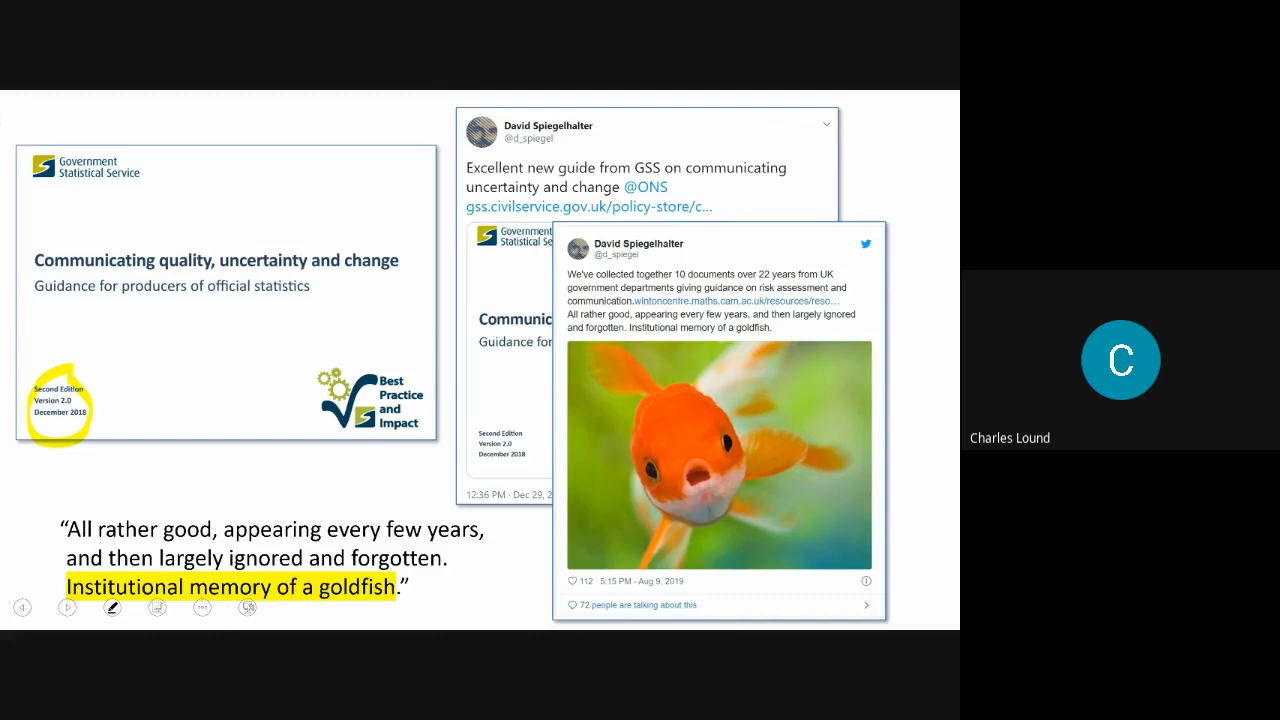 Government
Statistical Service
Communicating quality, uncertainty and change
Guidance for producers of official statistics
Second Edition
Version 2.0
December 2018
Best
Practice
and
Impact
David Spiegelhalter
@d_spiegel
Excellent new guide from GSS on communicating
uncertainty and change @ONS
gss.civilservice.gov.uk/policy-store/c...
Government
Statistical Se
Communic
Guidance for
Second Edition
Version 2.0
December 2018
12:36 PM · Dec 29, 2
David Spiegelhalter
@d_spiegel
We've collected together 10 documents over 22 years from UK
government departments giving guidance on risk assessment and
communication.wintoncentre.maths.cam.ac.uk/resources/reso...
All rather good, appearing every few years, and then largely ignored
and forgotten. Institutional memory of a goldfish.
112 5:15 PM - Aug 9, 2019
72 people are talking about this
“All rather good, appearing every few years,
and then largely ignored and forgotten.
Institutional memory of a goldfish.”
C
Charles Lound